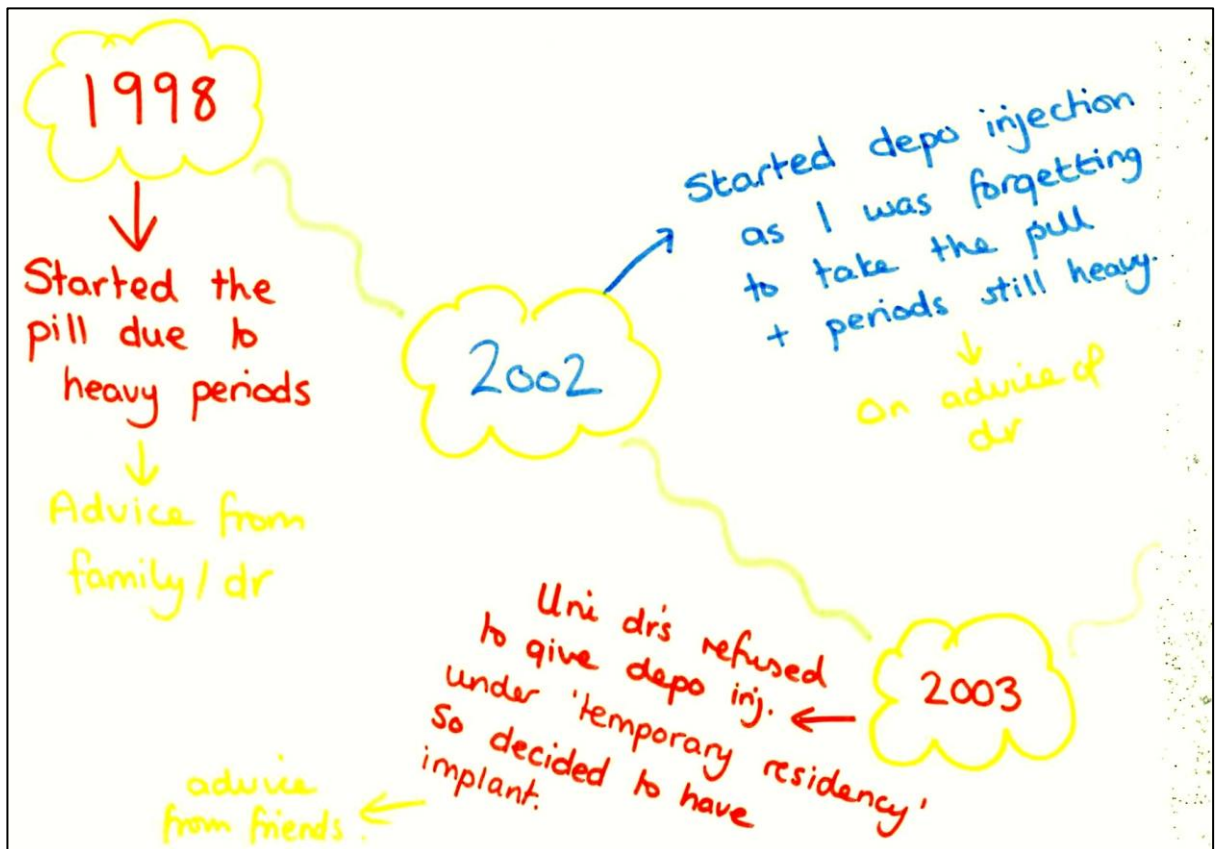 1998
Started the
pill due to
heavy periods
Advice from
family / dr
2002
Started depo injection
as I was forgetting
to take the pill
+ periods still heavy.
On advice of
dr
2003
Uni dr's refused
to give depo inj.
under 'temporary residency'
So decided to have
implant.
advice
from friends.